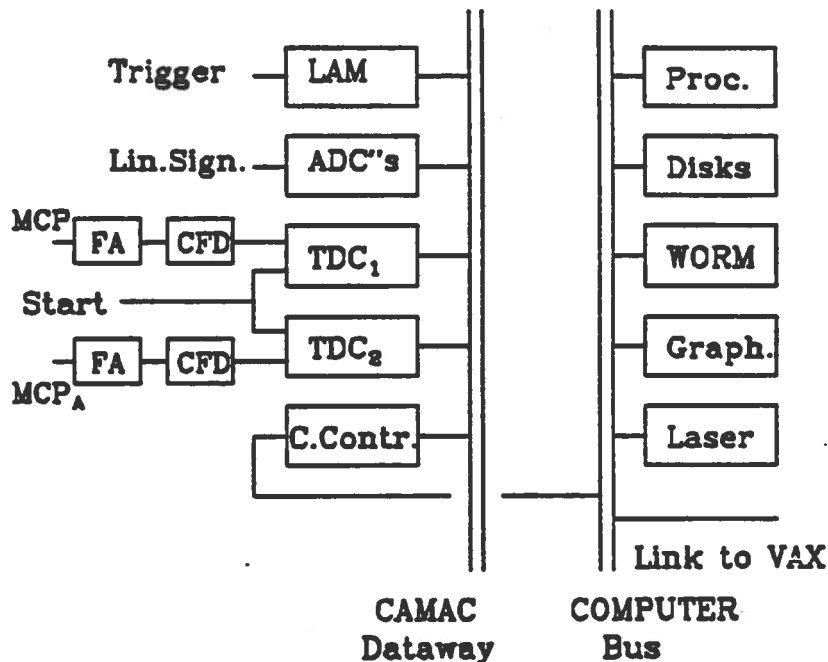 Trigger
LAM
Proc.
Lin.Sign.
ADC"s
Disks
MCP
FA
CFD
TDC₁
WORM
Start
FA
CFD
TDC₂
Graph.
MCP_A
C.Contr.
Laser
Link to VAX
CAMAC
Dataway
COMPUTER
Bus